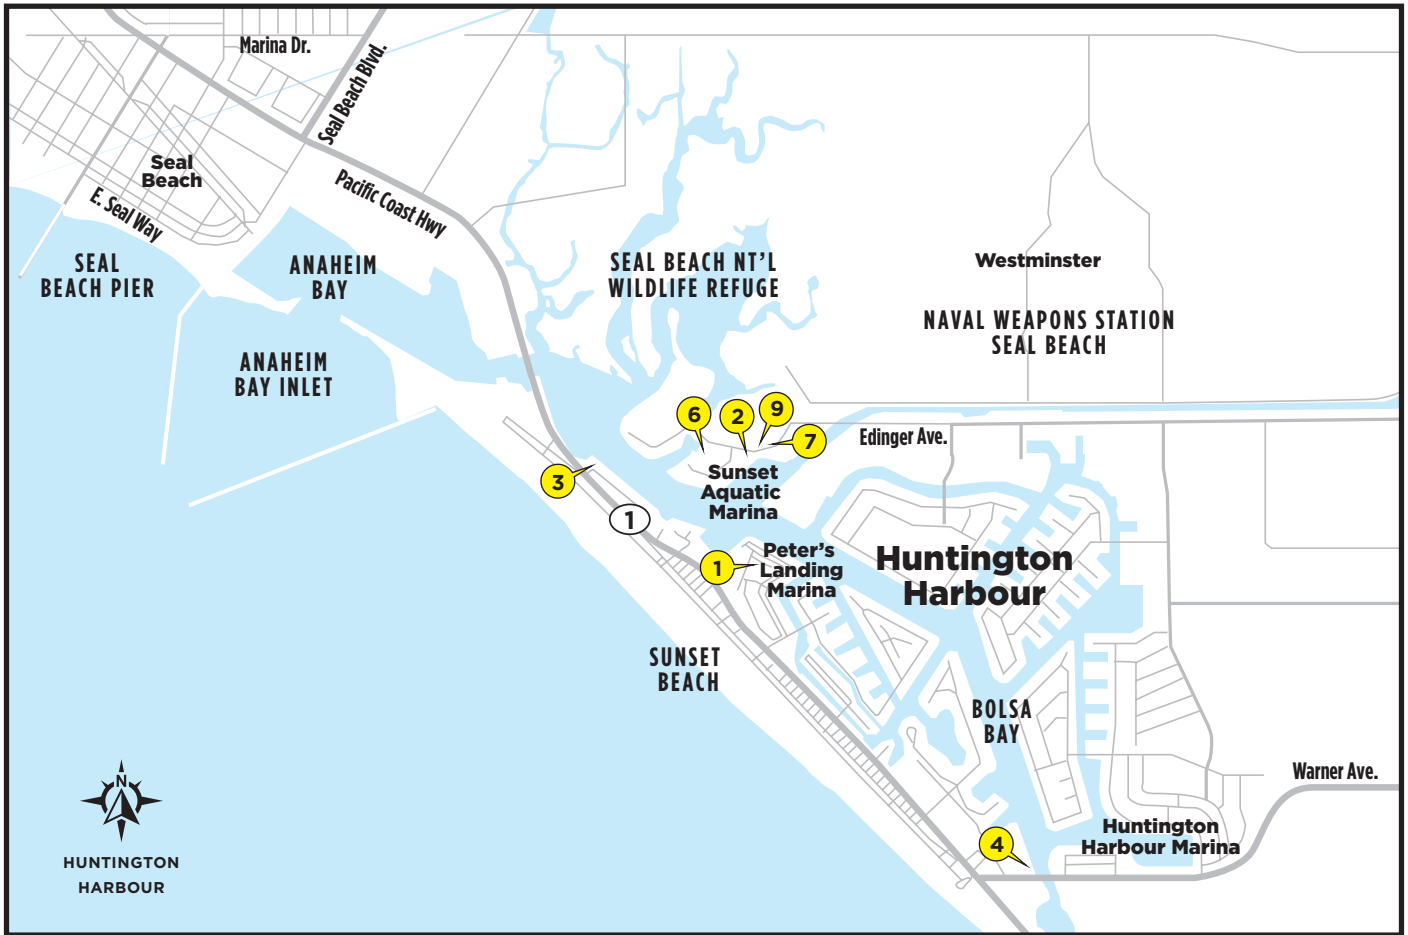 Marina Dr.
Seal Beach Blvd.
Seal
Beach
E. Seal Way
Pacific Coast Hwy
SEAL
BEACH PIER
ANAHEIM
BAY
SEAL BEACH NT'L
WILDLIFE REFUGE
Westminster
NAVAL WEAPONS STATION
SEAL BEACH
ANAHEIM
BAY INLET
6
2
9
7
Edinger Ave.
3
Sunset
Aquatic
Marina
1
1
Peter's
Landing
Marina
Huntington
Harbour
SUNSET
BEACH
BOLSA
BAY
Warner Ave.
4
Huntington
Harbour Marina
N
HUNTINGTON
HARBOUR